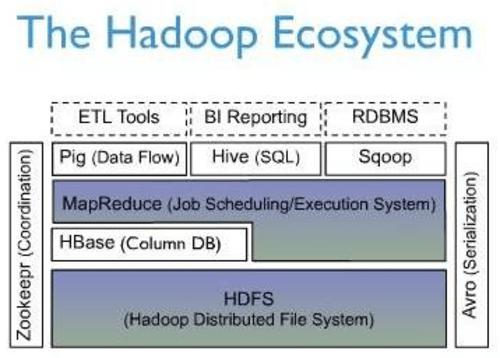 The Hadoop Ecosystem
ETL Tools
BI Reporting
RDBMS
Pig (Data Flow)
Hive (SQL)
Sqoop
Zookeepr (Coordination)
MapReduce (Job Scheduling/Execution System)
HBase (Column DB)
HDFS
(Hadoop Distributed File System)
Avro (Serialization)